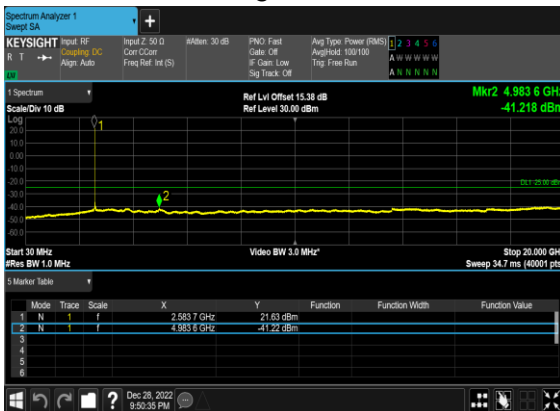 Spectrum Analyzer 1
Swept SA
KEYSIGHT Input: RF Input Z: 50 Ω #Atten: 30 dB PNO: Fast Avg Type: Power (RMS) 1 2 3 4 5 6
R T Coupling: DC Corr CCorr Gate: Off Avg|Hold: 100/100 A W W W W W
Align: Auto Freq Ref: Int (S) IF Gain: Low Trig: Free Run
LV Sig Track: Off A N N N N N
1 Spectrum Ref Lvl Offset 15.38 dB Mkr2 4.983 6 GHz
Scale/Div 10 dB Ref Level 30.00 dBm -41.218 dBm
Log
20.0
10.0
0.00
-10.0
-20.0
-30.0
-40.0
-50.0
-60.0
1
2
DL1 -25.00 dBm
Start 30 MHz Video BW 3.0 MHz* Stop 20.000 GHz
#Res BW 1.0 MHz Sweep 34.7 ms (40001 pts)
5 Marker Table
Mode Trace Scale X Y Function Function Width Function Value
1 N 1 f 2.583 7 GHz 21.63 dBm
2 N 1 f 4.983 6 GHz -41.22 dBm
3
4
5
6
? Dec 28, 2022
9:50:35 PM